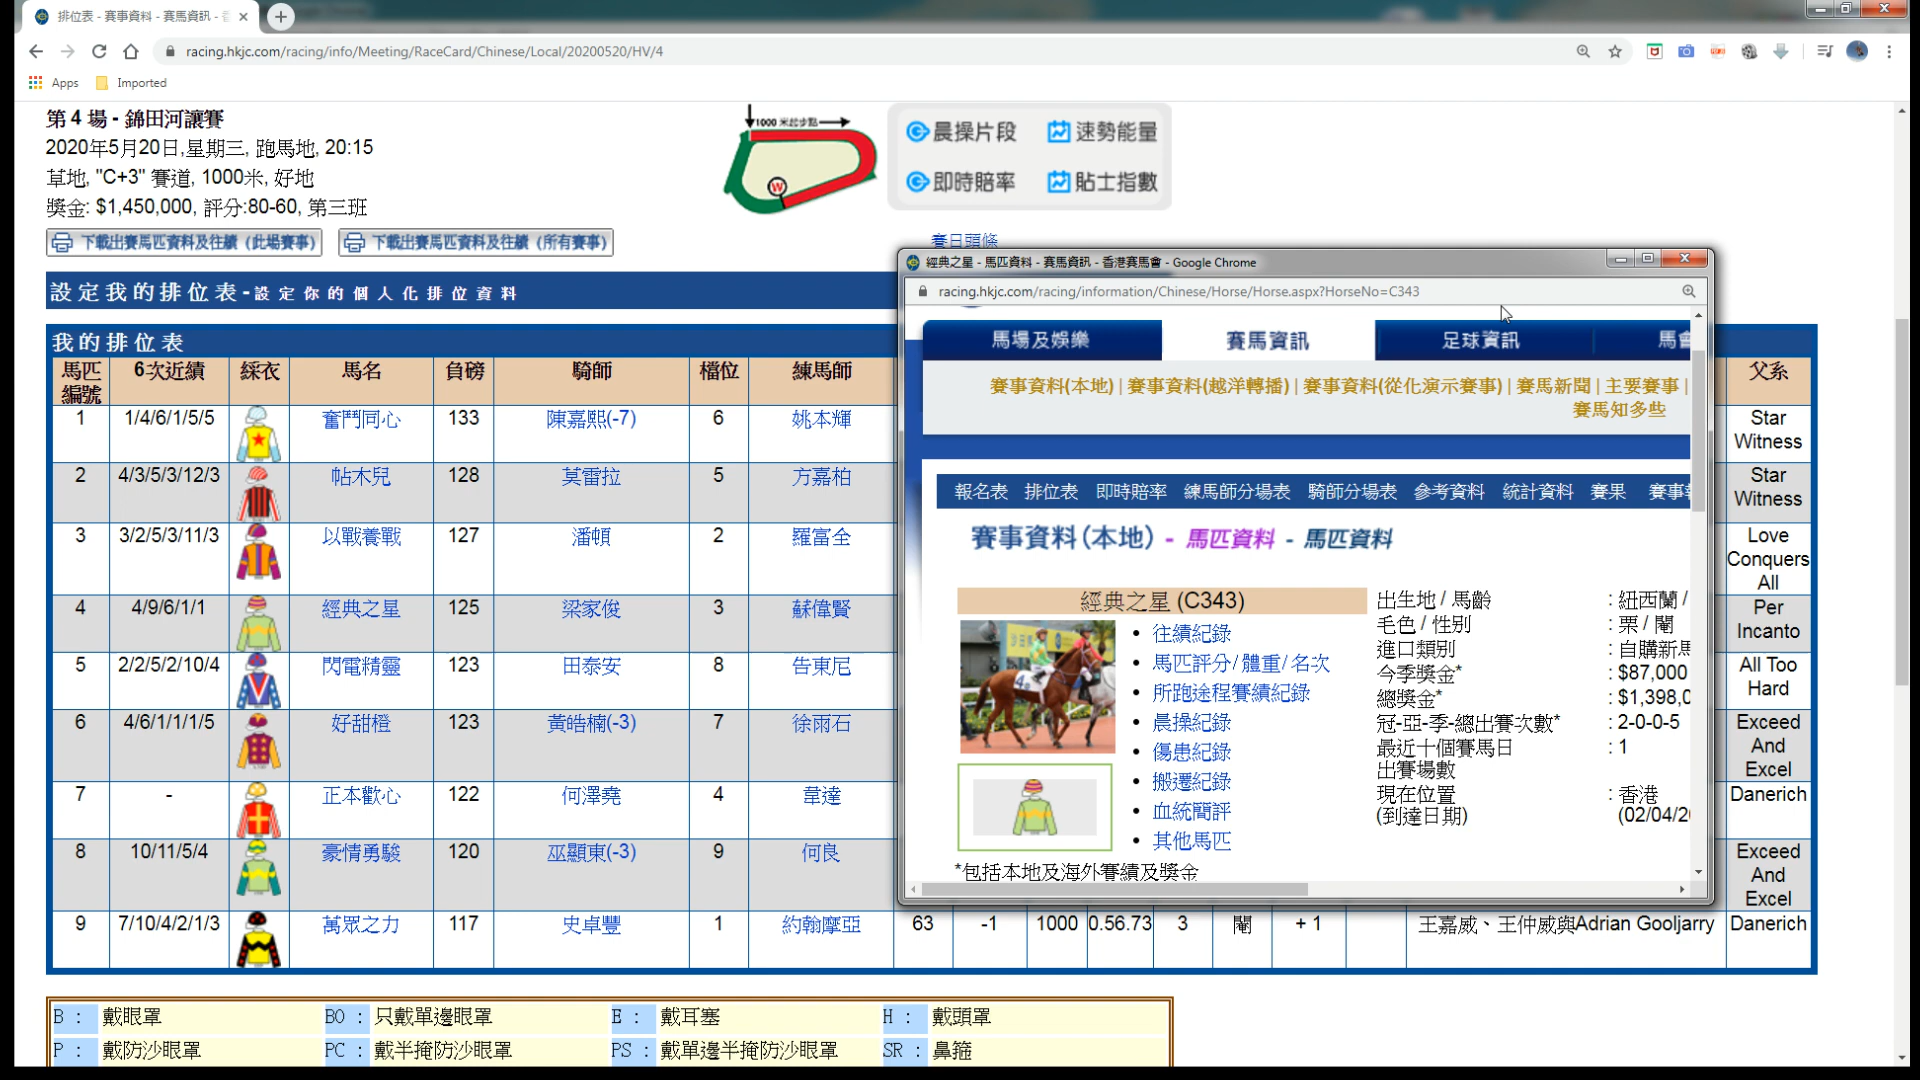 排位表 - 賽事資料 - 賽馬資訊 -
racing.hkjc.com/racing/info/Meeting/RaceCard/Chinese/Local/20200520/HV/4
Apps Imported
第 4 場 - 錦田河讓賽
2020年5月20日,星期三, 跑馬地, 20:15
草地, "C+3" 賽道, 1000米, 好地
獎金: $1,450,000, 評分:80-60, 第三班
下載出賽馬匹資料及往績 (此場賽事) 下載出賽馬匹資料及往績 (所有賽事)
1000 米起步點
W
晨操片段 速勢能量
即時賠率 貼士指數
賽日頭條
設定我的排位表-設定你的個人化排位資料
我的排位表
馬匹編號 6次近績 綵衣 馬名 負磅 騎師 檔位 練馬師 父系
1 1/4/6/1/5/5 奮鬥同心 133 陳嘉熙(-7) 6 姚本輝 Star Witness
2 4/3/5/3/12/3 帖木兒 128 莫雷拉 5 方嘉柏 Star Witness
3 3/2/5/3/11/3 以戰養戰 127 潘頓 2 羅富全 Love Conquers All
4 4/9/6/1/1 經典之星 125 梁家俊 3 蘇偉賢 Per Incanto
5 2/2/5/2/10/4 閃電精靈 123 田泰安 8 告東尼 All Too Hard
6 4/6/1/1/1/5 好甜橙 123 黃皓楠(-3) 7 徐雨石 Exceed And Excel
7 - 正本歡心 122 何澤堯 4 韋達 Danerich
8 10/11/5/4 豪情勇駿 120 巫顯東(-3) 9 何良 Exceed And Excel
9 7/10/4/2/1/3 萬眾之力 117 史卓豐 1 約翰摩亞 63 -1 1000 0.56.73 3 閹 + 1 王嘉威、王仲威與Adrian Gooljarry Danerich
經典之星 - 馬匹資料 - 賽馬資訊 - 香港賽馬會 - Google Chrome
racing.hkjc.com/racing/information/Chinese/Horse/Horse.aspx?HorseNo=C343
馬場及娛樂 賽馬資訊 足球資訊 馬會
賽事資料(本地) | 賽事資料(越洋轉播) | 賽事資料(從化演示賽事) | 賽馬新聞 | 主要賽事 |
賽馬知多些
報名表 排位表 即時賠率 練馬師分場表 騎師分場表 參考資料 統計資料 賽果 賽事
賽事資料(本地) - 馬匹資料 - 馬匹資料
經典之星 (C343)
• 往績紀錄
• 馬匹評分/體重/名次
• 所跑途程賽績紀錄
• 晨操紀錄
• 傷患紀錄
• 搬遷紀錄
• 血統簡評
• 其他馬匹
出生地 / 馬齡 : 紐西蘭 /
毛色 / 性別 : 栗 / 閹
進口類別 : 自購新馬
今季獎金* : $87,000
總獎金* : $1,398,0
冠-亞-季-總出賽次數* : 2-0-0-5
最近十個賽馬日 : 1
出賽場數
現在位置 : 香港
(到達日期) (02/04/20
*包括本地及海外賽績及獎金
B : 戴眼罩 BO : 只戴單邊眼罩 E : 戴耳塞 H : 戴頭罩
P : 戴防沙眼罩 PC : 戴半掩防沙眼罩 PS : 戴單邊半掩防沙眼罩 SR : 鼻箍